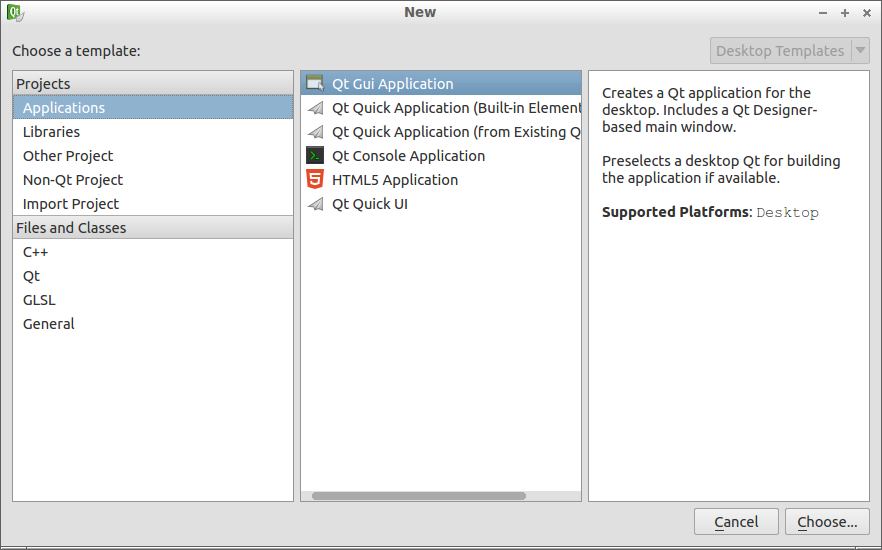 New
Choose a template:
Desktop Templates
Projects
Applications
Libraries
Other Project
Non-Qt Project
Import Project
Files and Classes
C++
Qt
GLSL
General
Qt Gui Application
Qt Quick Application (Built-in Element
Qt Quick Application (from Existing Q
Qt Console Application
HTML5 Application
Qt Quick UI
Creates a Qt application for the
desktop. Includes a Qt Designer-
based main window.
Preselects a desktop Qt for building
the application if available.
Supported Platforms: Desktop
Cancel
Choose...